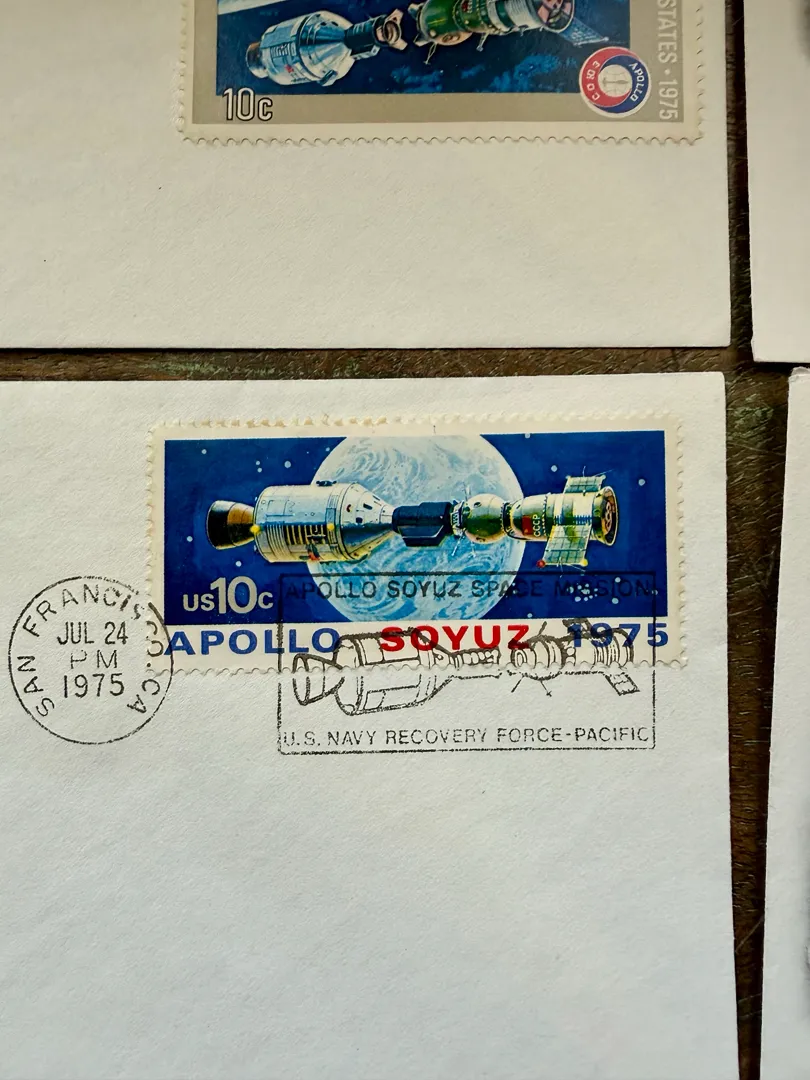 10c
STATES • 1975
APOLLO
СОЮЗ
CCCP
US10c
APOLLO SOYUZ 1975
SAN FRANCISCO, CA
JUL 24
PM
1975
APOLLO SOYUZ SPACE MISSION
U.S. NAVY RECOVERY FORCE-PACIFIC